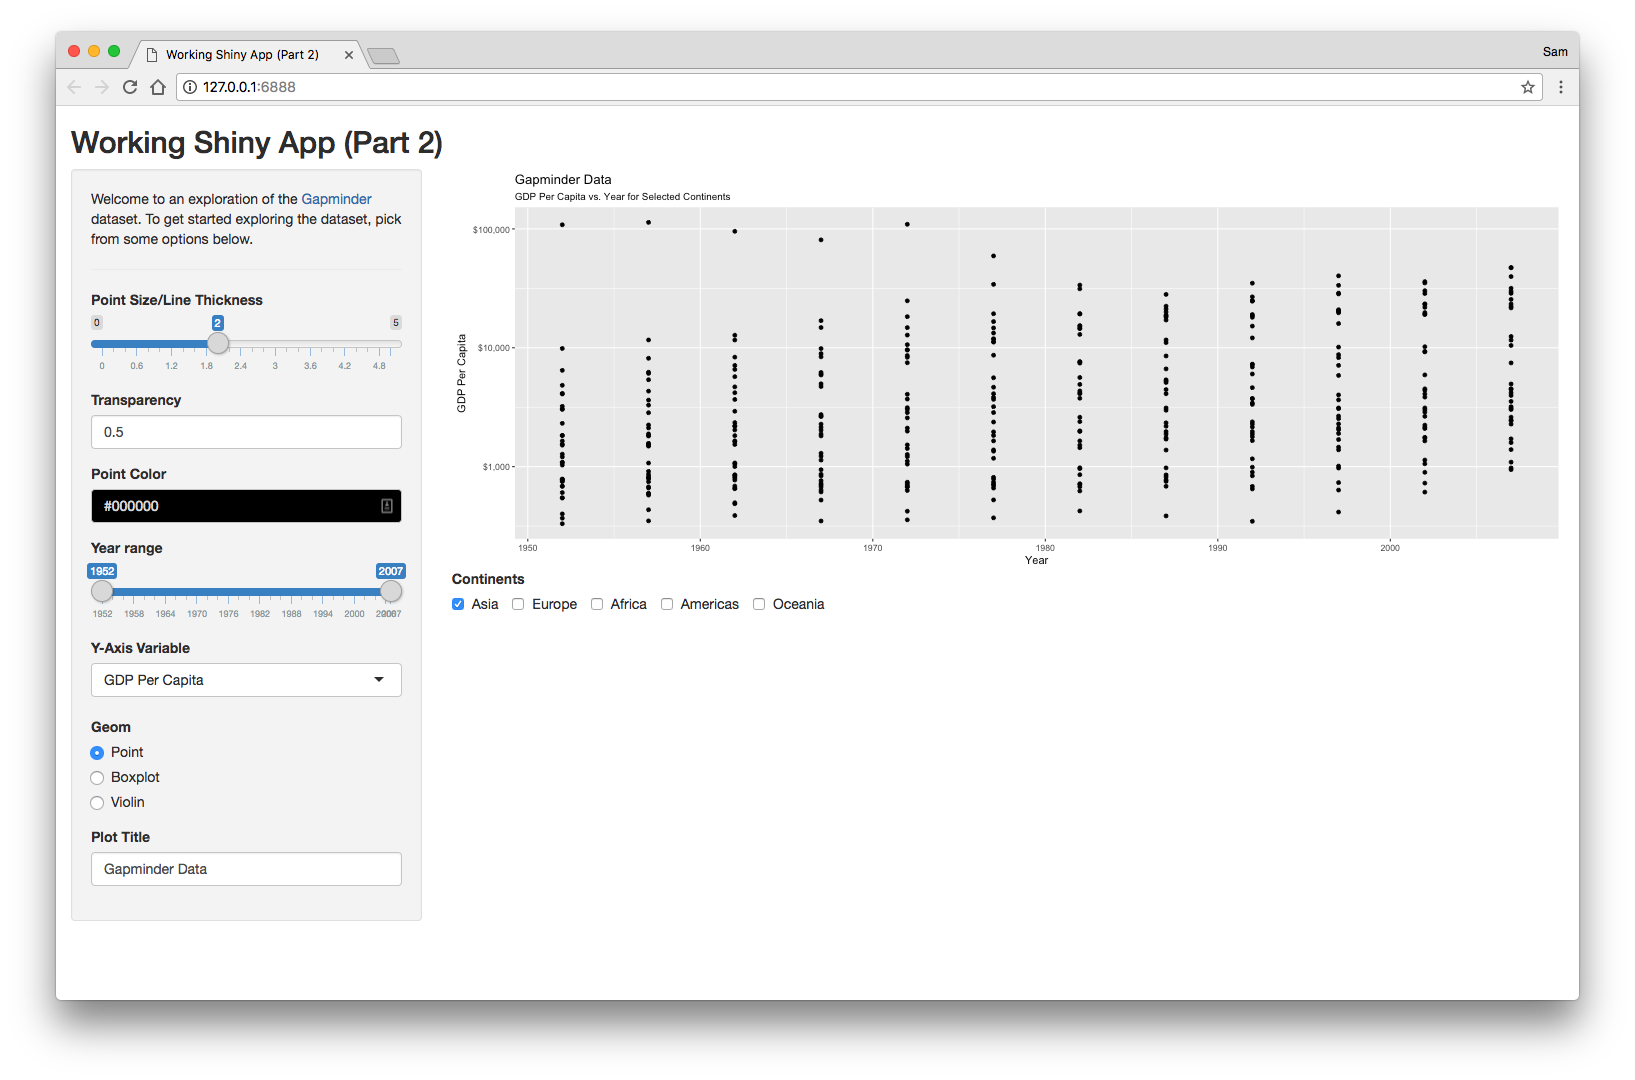 Working Shiny App (Part 2)
Sam
127.0.0.1:6888
Working Shiny App (Part 2)
Welcome to an exploration of the Gapminder
dataset. To get started exploring the dataset, pick
from some options below.
Point Size/Line Thickness
0 2 5
0 0.6 1.2 1.8 2.4 3 3.6 4.2 4.8
Transparency
0.5
Point Color
#000000
Year range
1952 2007
1952 1958 1964 1970 1976 1982 1988 1994 2000 2007
Y-Axis Variable
GDP Per Capita
Geom
Point
Boxplot
Violin
Plot Title
Gapminder Data
Gapminder Data
GDP Per Capita vs. Year for Selected Continents
GDP Per Capita
$100,000
$10,000
$1,000
1950 1960 1970 1980 1990 2000
Year
Continents
Asia Europe Africa Americas Oceania